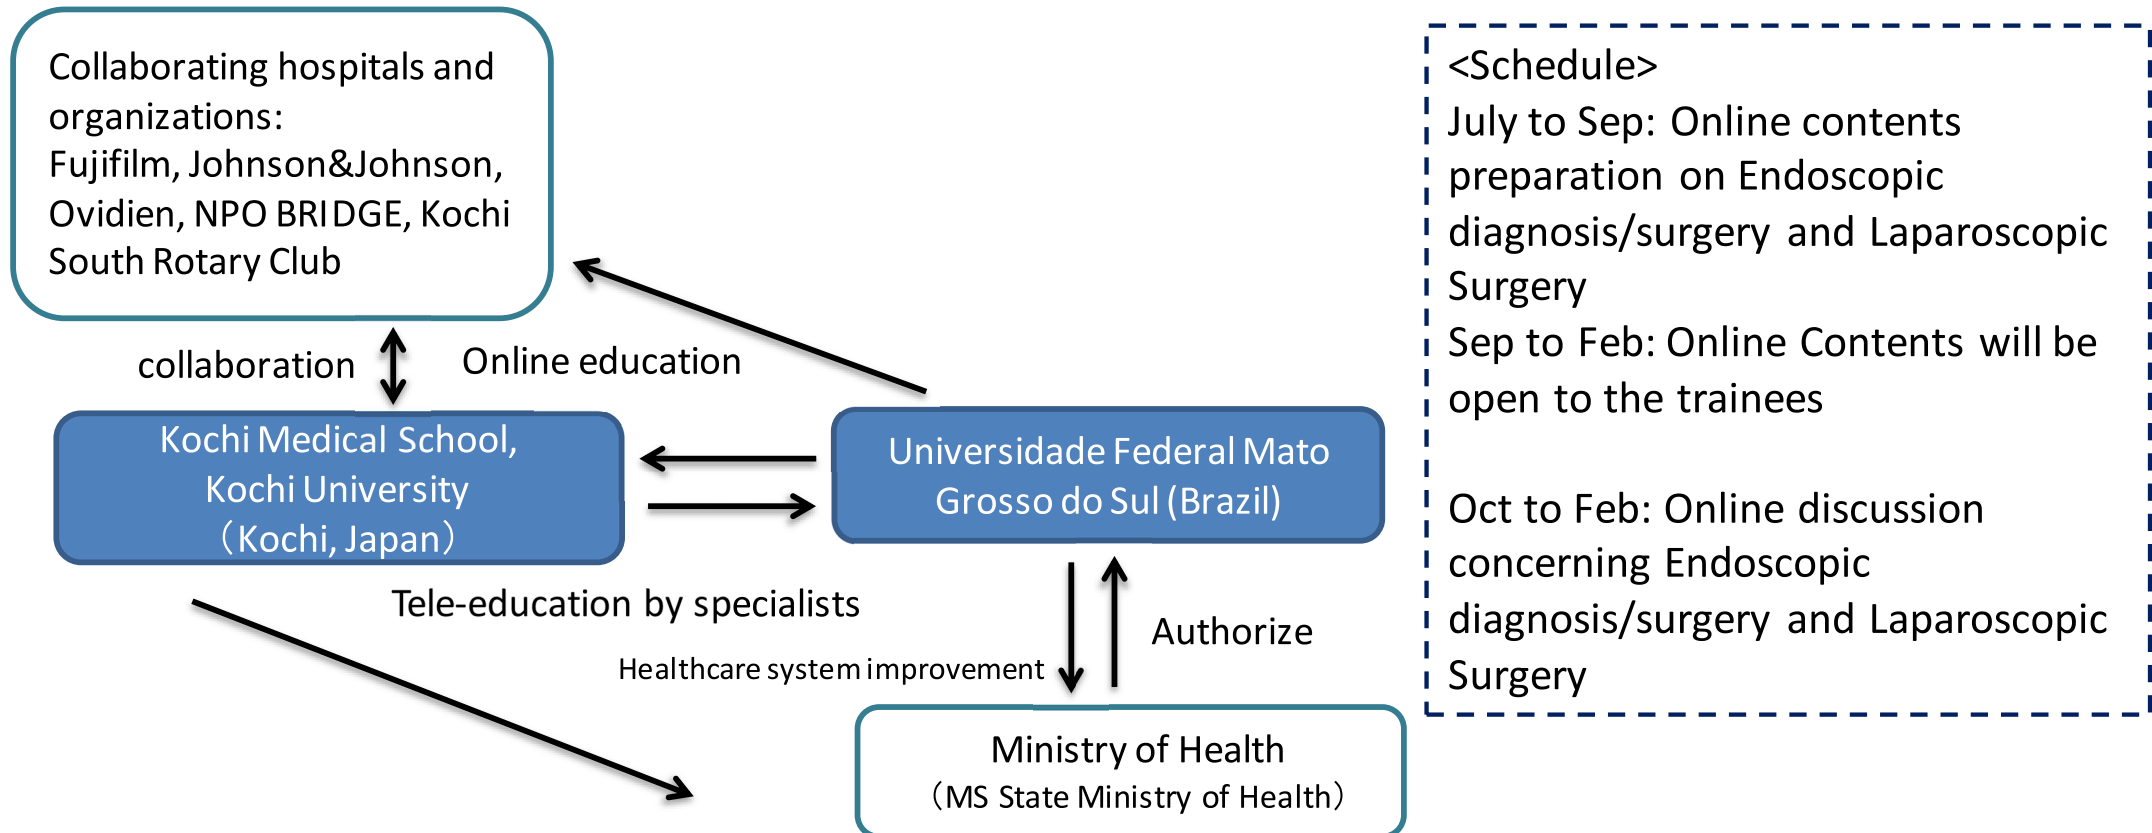 Collaborating hospitals and
organizations:
Fujifilm, Johnson&Johnson,
Ovidien, NPO BRIDGE, Kochi
South Rotary Club
collaboration
Online education
Kochi Medical School,
Kochi University
（Kochi, Japan）
Universidade Federal Mato
Grosso do Sul (Brazil)
Tele-education by specialists
Healthcare system improvement
Authorize
Ministry of Health
（MS State Ministry of Health）
<Schedule>
July to Sep: Online contents
preparation on Endoscopic
diagnosis/surgery and Laparoscopic
Surgery
Sep to Feb: Online Contents will be
open to the trainees
Oct to Feb: Online discussion
concerning Endoscopic
diagnosis/surgery and Laparoscopic
Surgery